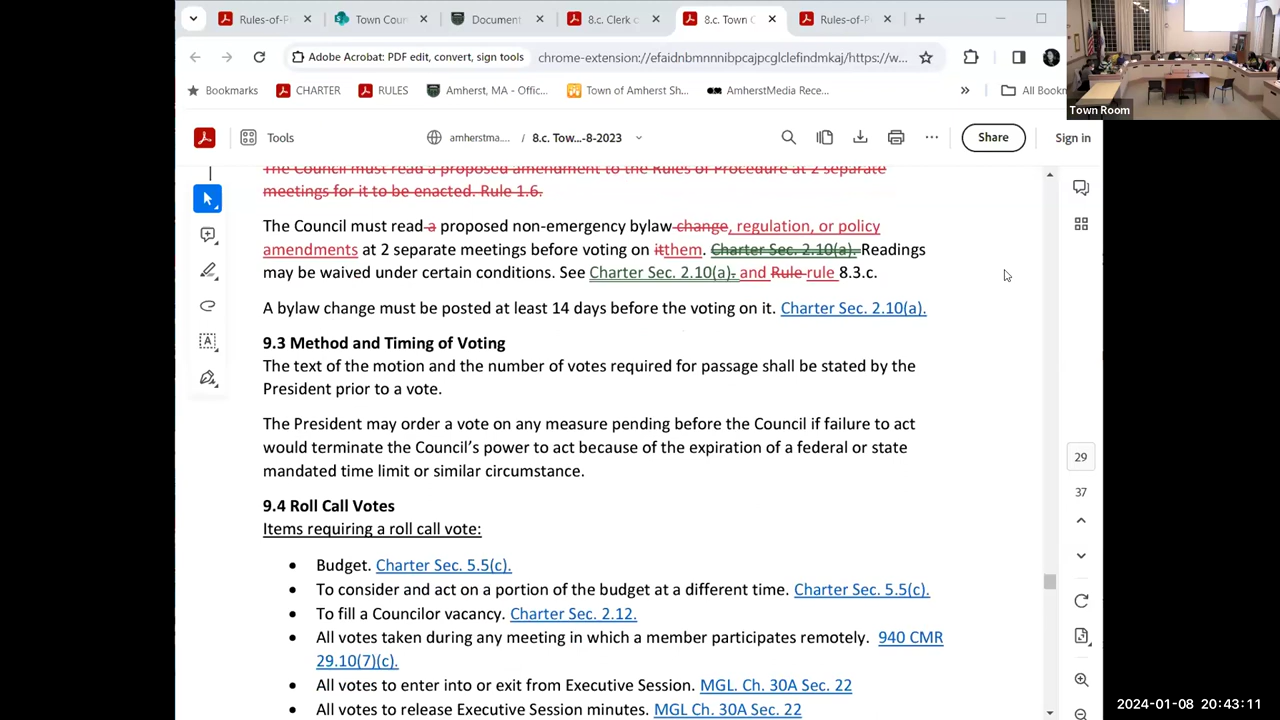 Rules-of-P
Town Cou
Document
8.c. Clerk
8.c. Town C
Rules-of-P
Adobe Acrobat: PDF edit, convert, sign tools
chrome-extension://efaidnbmnnnibpcajpcglclefindmkaj/https://w...
Bookmarks
CHARTER
RULES
Amherst, MA - Offic...
Town of Amherst Sh...
AmherstMedia Rece...
»
All Bookn
Town Room
Tools
amherstma...
/ 8.c. Tow...-8-2023
Share
Sign in
The Council must read a proposed amendment to the Rules of Procedure at 2 separate
meetings for it to be enacted. Rule 1.6.
The Council must read a proposed non-emergency bylaw change, regulation, or policy
amendments at 2 separate meetings before voting on itthem. Charter Sec. 2.10(a). Readings
may be waived under certain conditions. See Charter Sec. 2.10(a). and Rule rule 8.3.c.
A bylaw change must be posted at least 14 days before the voting on it. Charter Sec. 2.10(a).
9.3 Method and Timing of Voting
The text of the motion and the number of votes required for passage shall be stated by the
President prior to a vote.
The President may order a vote on any measure pending before the Council if failure to act
would terminate the Council's power to act because of the expiration of a federal or state
mandated time limit or similar circumstance.
9.4 Roll Call Votes
Items requiring a roll call vote:
• Budget. Charter Sec. 5.5(c).
• To consider and act on a portion of the budget at a different time. Charter Sec. 5.5(c).
• To fill a Councilor vacancy. Charter Sec. 2.12.
• All votes taken during any meeting in which a member participates remotely. 940 CMR
29.10(7)(c).
• All votes to enter into or exit from Executive Session. MGL. Ch. 30A Sec. 22
• All votes to release Executive Session minutes. MGL Ch. 30A Sec. 22
29
37
2024-01-08 20:43:11